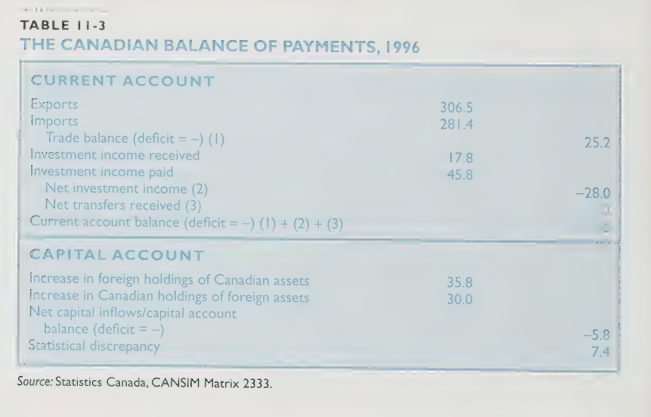 TABLE 11-3
THE CANADIAN BALANCE OF PAYMENTS, 1996
CURRENT ACCOUNT
Exports 306.5
Imports 281.4
Trade balance (deficit = –) (1) 25.2
Investment income received 17.8
Investment income paid 45.8
Net investment income (2) –28.0
Net transfers received (3)
Current account balance (deficit = –) (1) + (2) + (3)
CAPITAL ACCOUNT
Increase in foreign holdings of Canadian assets 35.8
Increase in Canadian holdings of foreign assets 30.0
Net capital inflows/capital account
balance (deficit = –) –5.8
Statistical discrepancy 7.4
Source: Statistics Canada, CANSIM Matrix 2333.